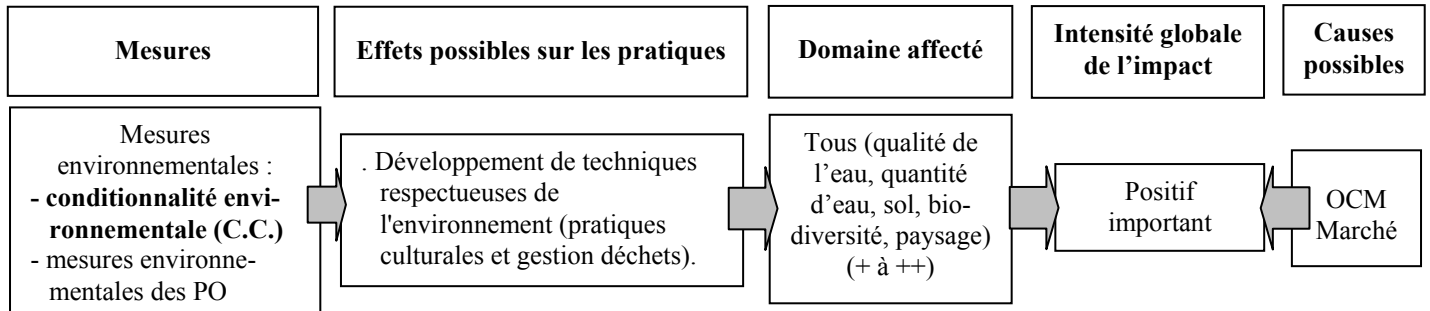 Mesures
Effets possibles sur les pratiques
Domaine affecté
Intensité globale
de l'impact
Causes
possibles
Mesures
environnementales :
- conditionnalité envi-
ronnementale (C.C.)
- mesures environne-
mentales des PO
. Développement de techniques
respectueuses de
l'environnement (pratiques
culturales et gestion déchets).
Tous (qualité de
l'eau, quantité
d'eau, sol, bio-
diversité, paysage)
(+ à ++)
Positif
important
OCM
Marché